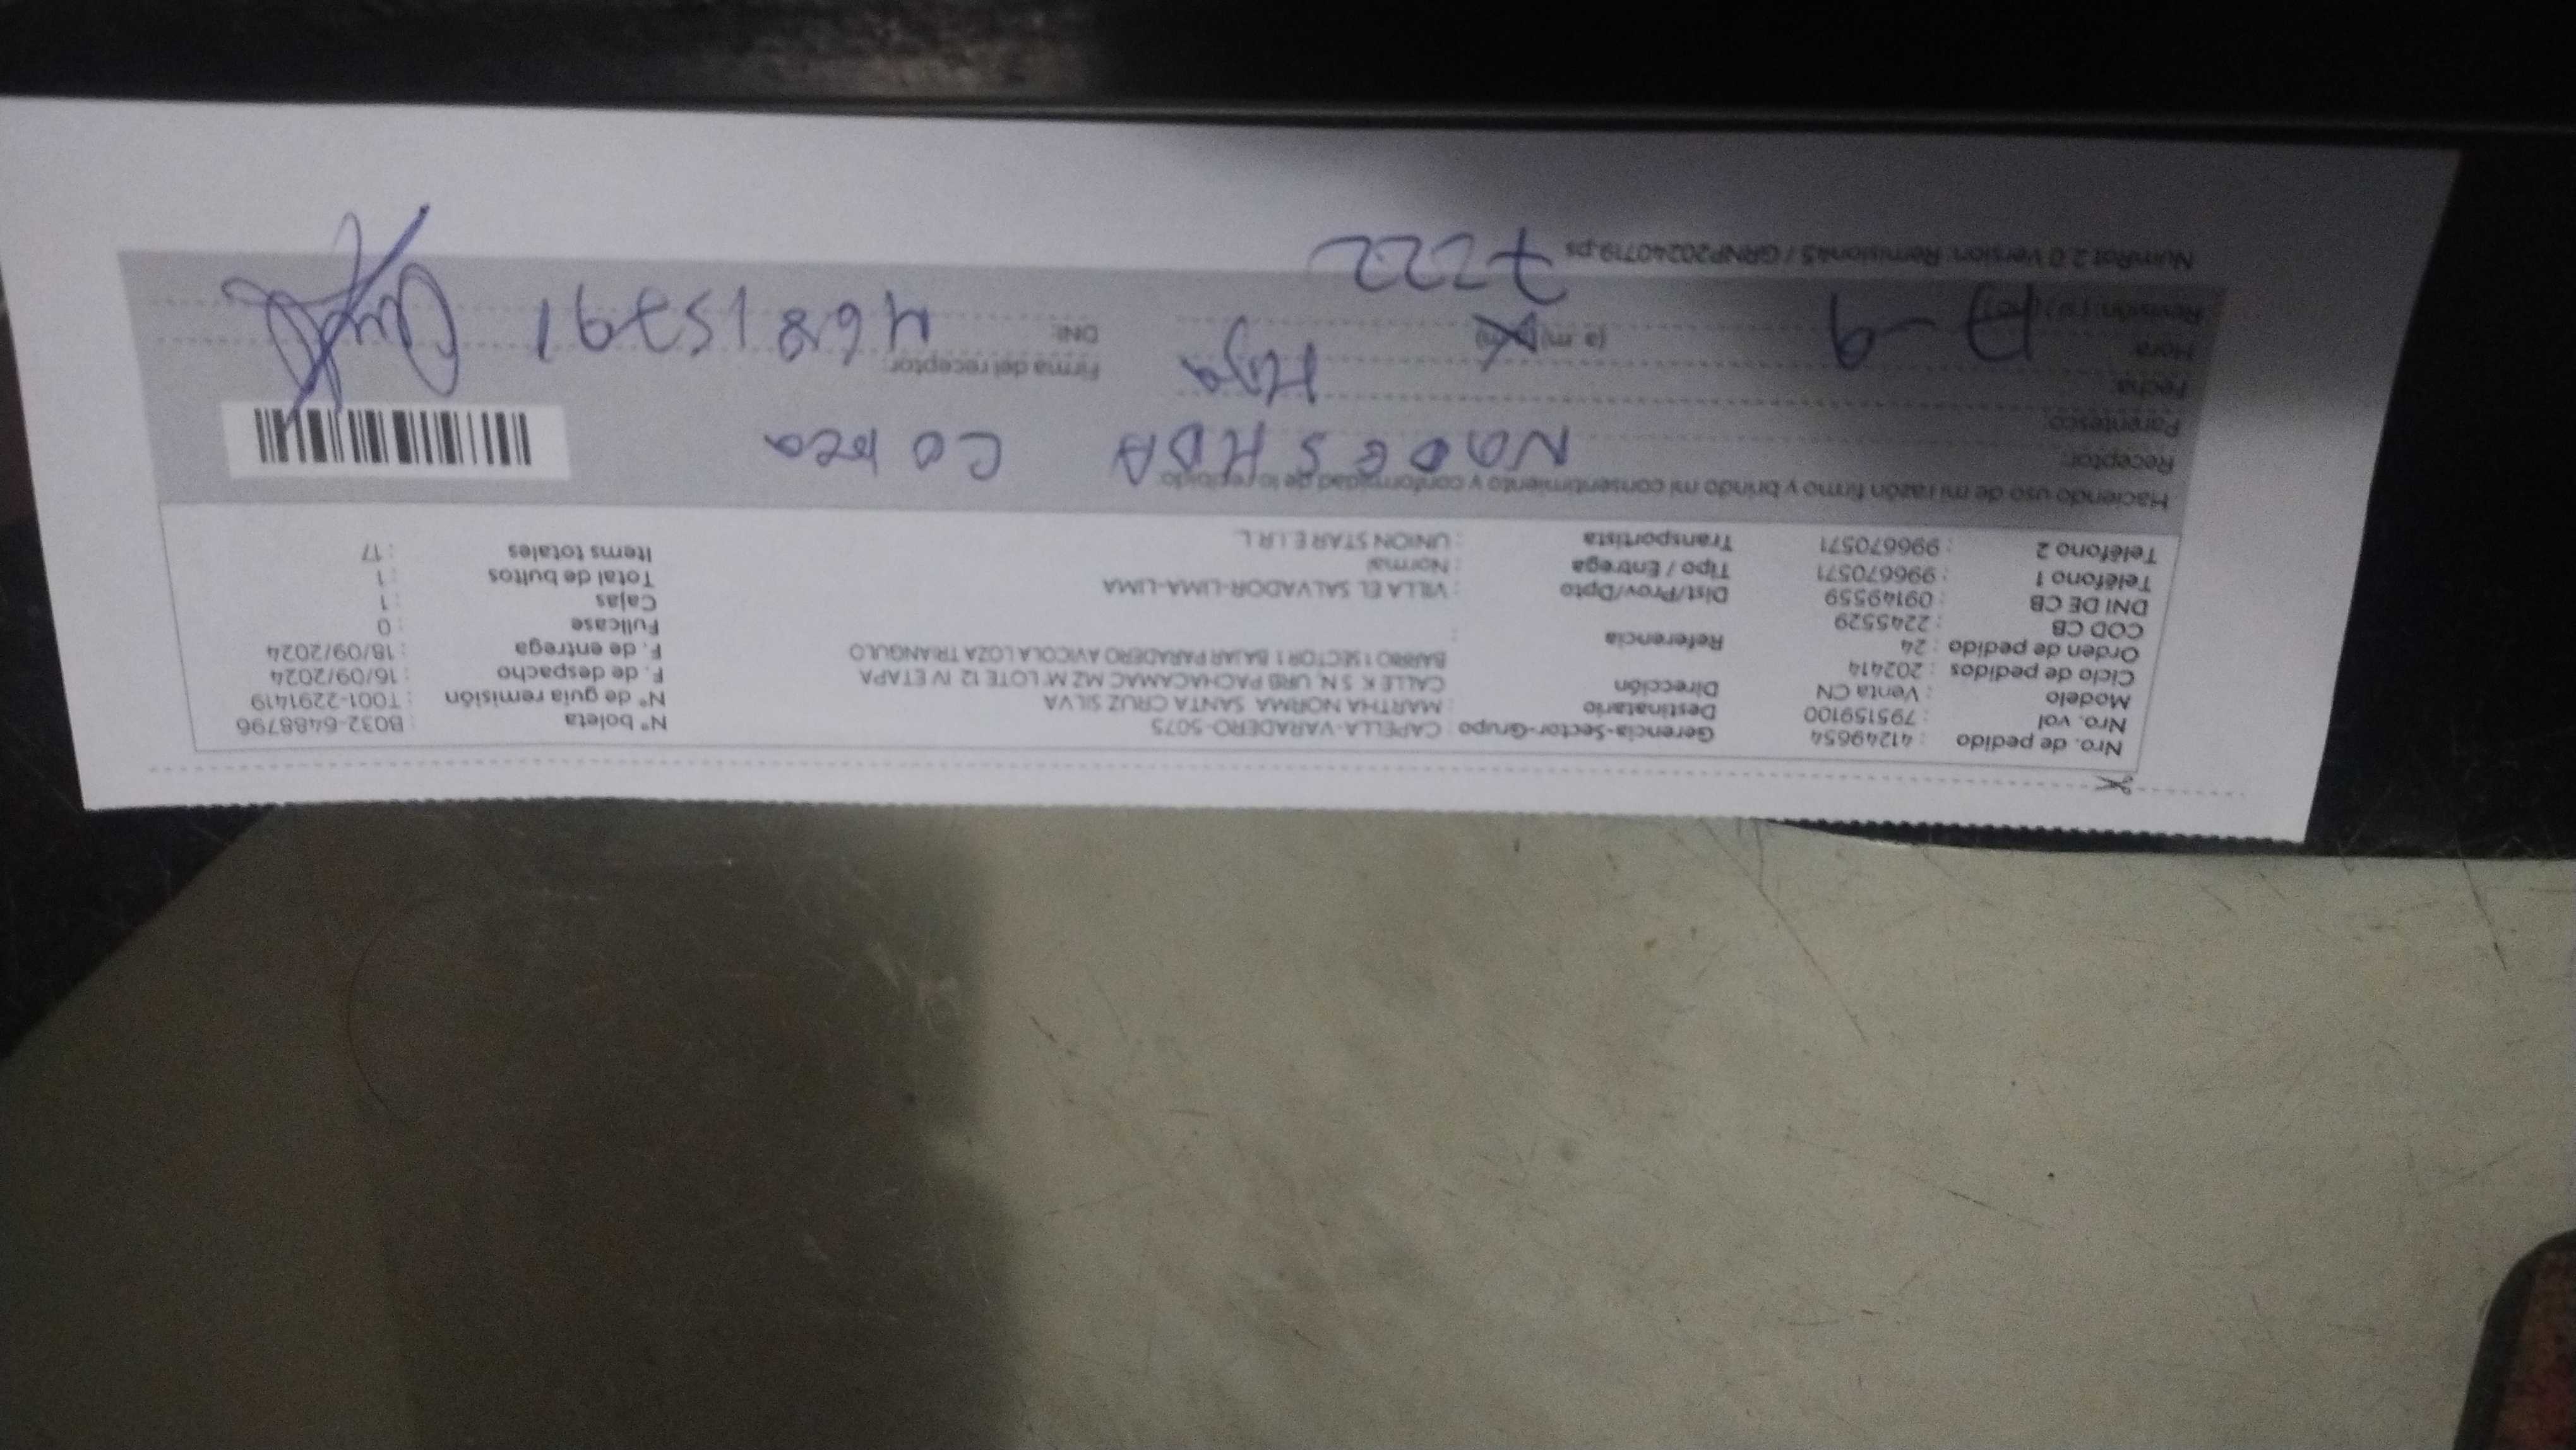 Nro. de pedido : 41249654 Gerencia-Sector-Grupo : CAPELLA-VARADERO-5075 N° boleta : B032-6488796
Nro. vol : 795159100 Destinatario : MARTHA NORMA SANTA CRUZ SILVA N° de guia remisión : T001-2291419
Modelo : Venta CN Dirección CALLE K S N, URB PACHACAMAC MZ M' LOTE 12 IV ETAPA F. de despacho : 16/09/2024
Ciclo de pedidos : 202414 BARRIO 1 SECTOR 1 BAJAR PARADERO AVICOLA LOZA TRIANGULO F. de entrega : 18/09/2024
Orden de pedido : 24 Referencia : Fullcase : 0
COD CB : 2245529 Cajas : 1
DNI DE CB : 09149559 Dist/Prov/Dpto : VILLA EL SALVADOR-LIMA-LIMA Total de bultos : 1
Teléfono 1 : 996670571 Tipo / Entrega : Normal Items totales : 17
Teléfono 2 : 996670571 Transportista : UNION STAR E.I.R.L.
Haciendo uso de mi razón firmo y brindo mi consentimiento y conformidad de lo recibido.
Receptor:
Parentesco: Hija
Fecha: Firma del receptor:
Hora: (a. m) DNI: 46815791
Revisión:
7222
NumRot 2.0 Version: Remision45 / GRNP20240719.ps